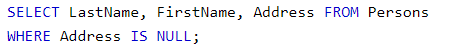 SELECT LastName, FirstName, Address FROM Persons
WHERE Address IS NULL;